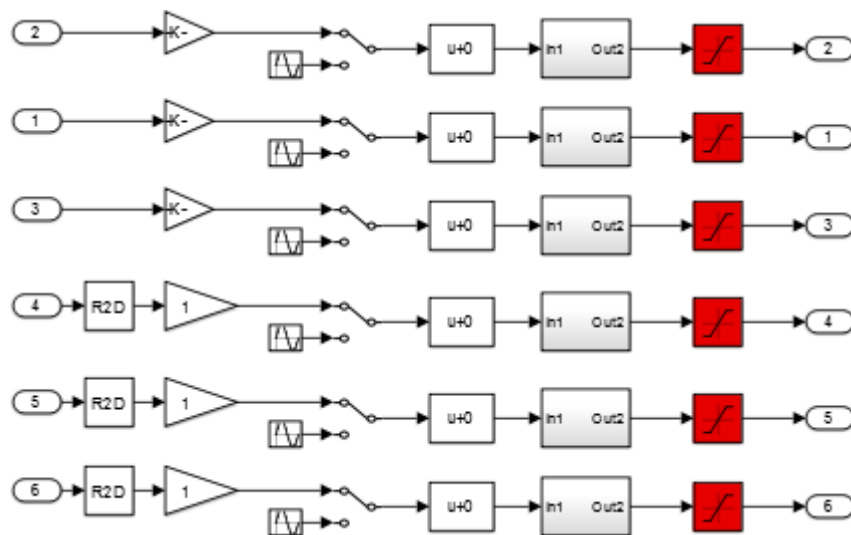 2 -K- u+0 In1 Out2 2
1 -K- u+0 In1 Out2 1
3 -K- u+0 In1 Out2 3
4 R2D 1 u+0 In1 Out2 4
5 R2D 1 u+0 In1 Out2 5
6 R2D 1 u+0 In1 Out2 6